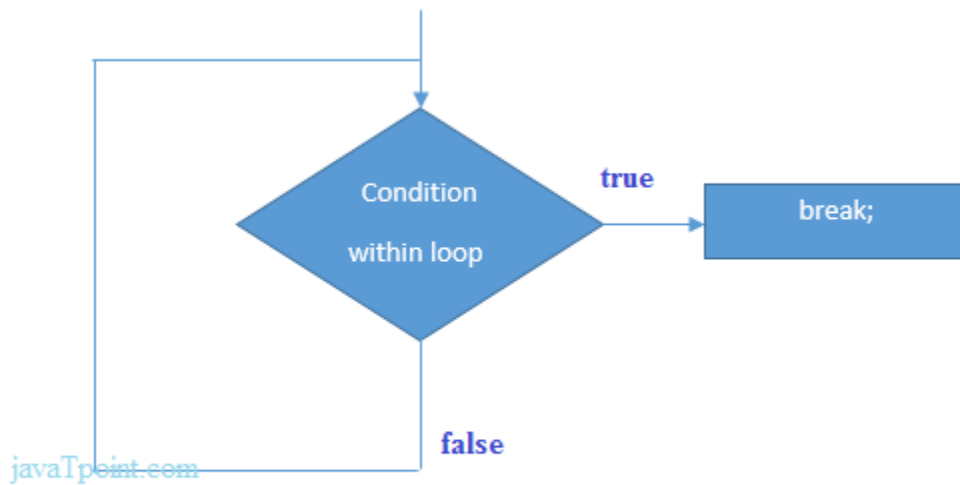 Condition
within loop
true
break;
false
javaTpoint.com